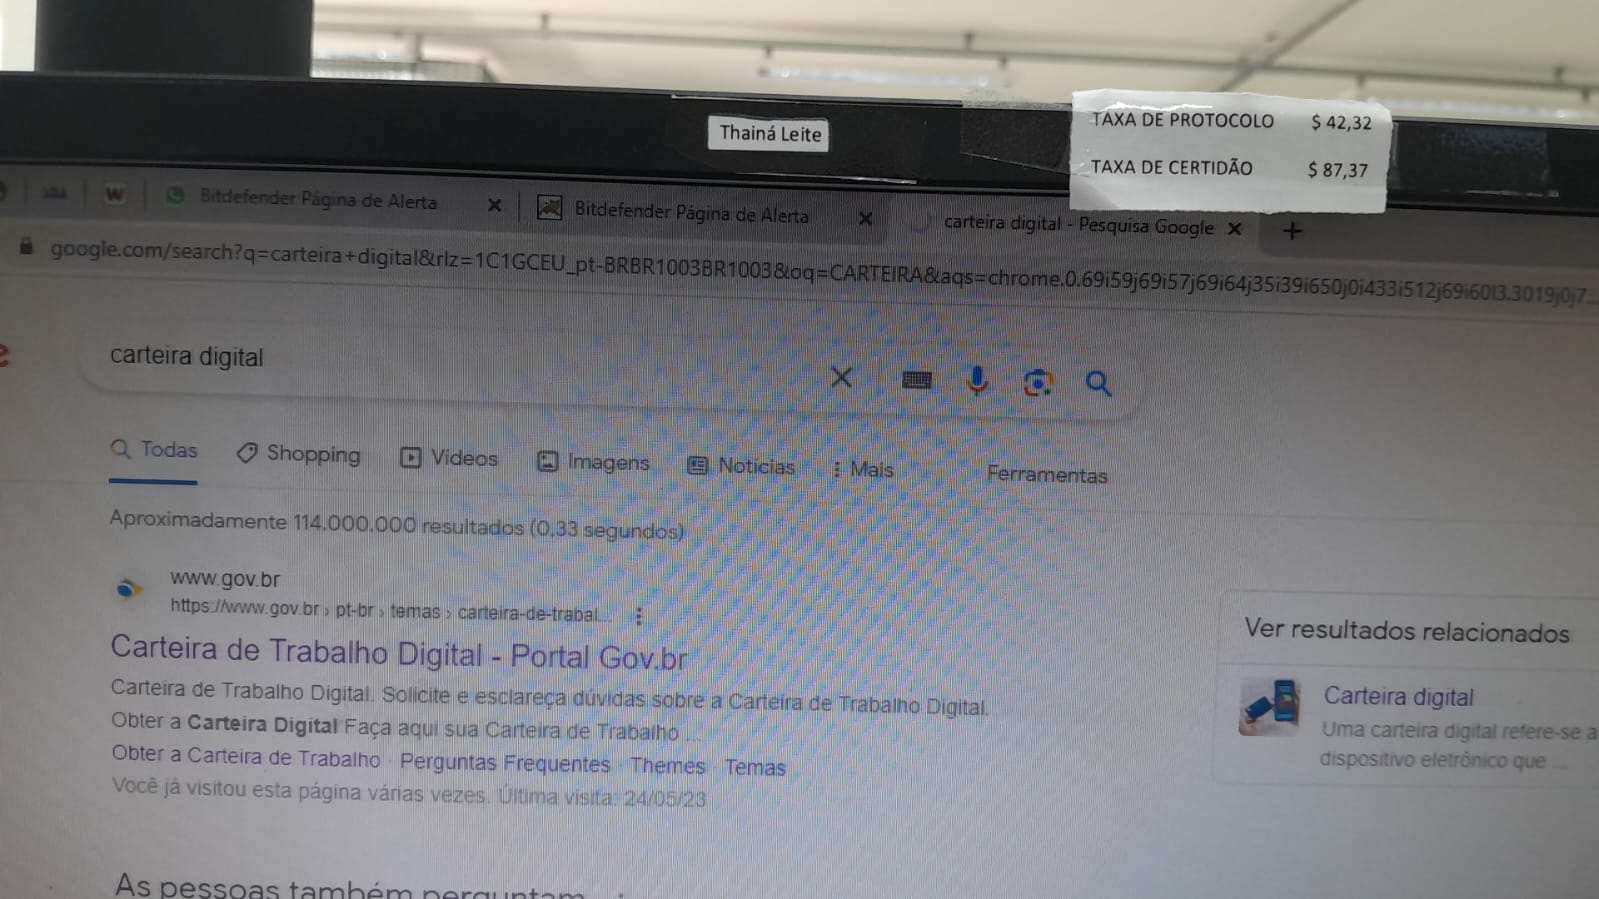 Thainá Leite
TAXA DE PROTOCOLO $ 42,32
TAXA DE CERTIDÃO $ 87,37
W Bitdefender Página de Alerta Bitdefender Página de Alerta carteira digital - Pesquisa Google
google.com/search?q=carteira+digital&rlz=1C1GCEU_pt-BRBR1003BR1003&oq=CARTEIRA&aqs=chrome.0.69i59j69i57j69i64j35i39i650j0i433i512j69i60l3.3019j0j7...
e
carteira digital
Todas Shopping Vídeos Imagens Notícias Mais Ferramentas
Aproximadamente 114.000.000 resultados (0,33 segundos)
www.gov.br
https://www.gov.br › pt-br › temas › carteira-de-trabal...
Carteira de Trabalho Digital - Portal Gov.br
Carteira de Trabalho Digital. Solicite e esclareça dúvidas sobre a Carteira de Trabalho Digital.
Obter a Carteira Digital Faça aqui sua Carteira de Trabalho ...
Obter a Carteira de Trabalho · Perguntas Frequentes · Themes · Temas
Você já visitou esta página várias vezes. Última visita: 24/05/23
Ver resultados relacionados
Carteira digital
Uma carteira digital refere-se a
dispositivo eletrônico que ...
As pessoas também perguntam